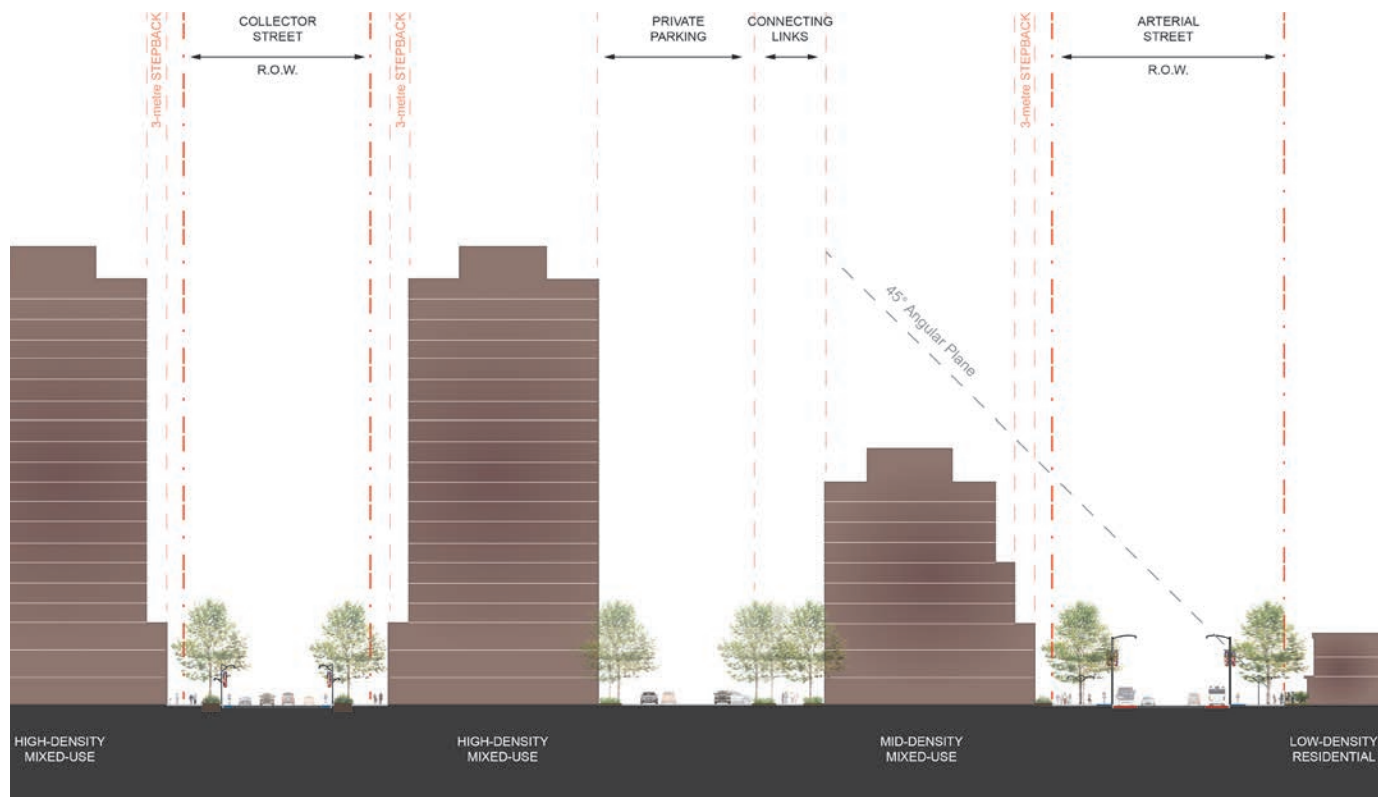 COLLECTOR
STREET
R.O.W.
PRIVATE
PARKING
CONNECTING
LINKS
ARTERIAL
STREET
R.O.W.
3-metre STEPBACK
3-metre STEPBACK
3-metre STEPBACK
45° Angular Plane
HIGH-DENSITY
MIXED-USE
HIGH-DENSITY
MIXED-USE
MID-DENSITY
MIXED-USE
LOW-DENSITY
RESIDENTIAL